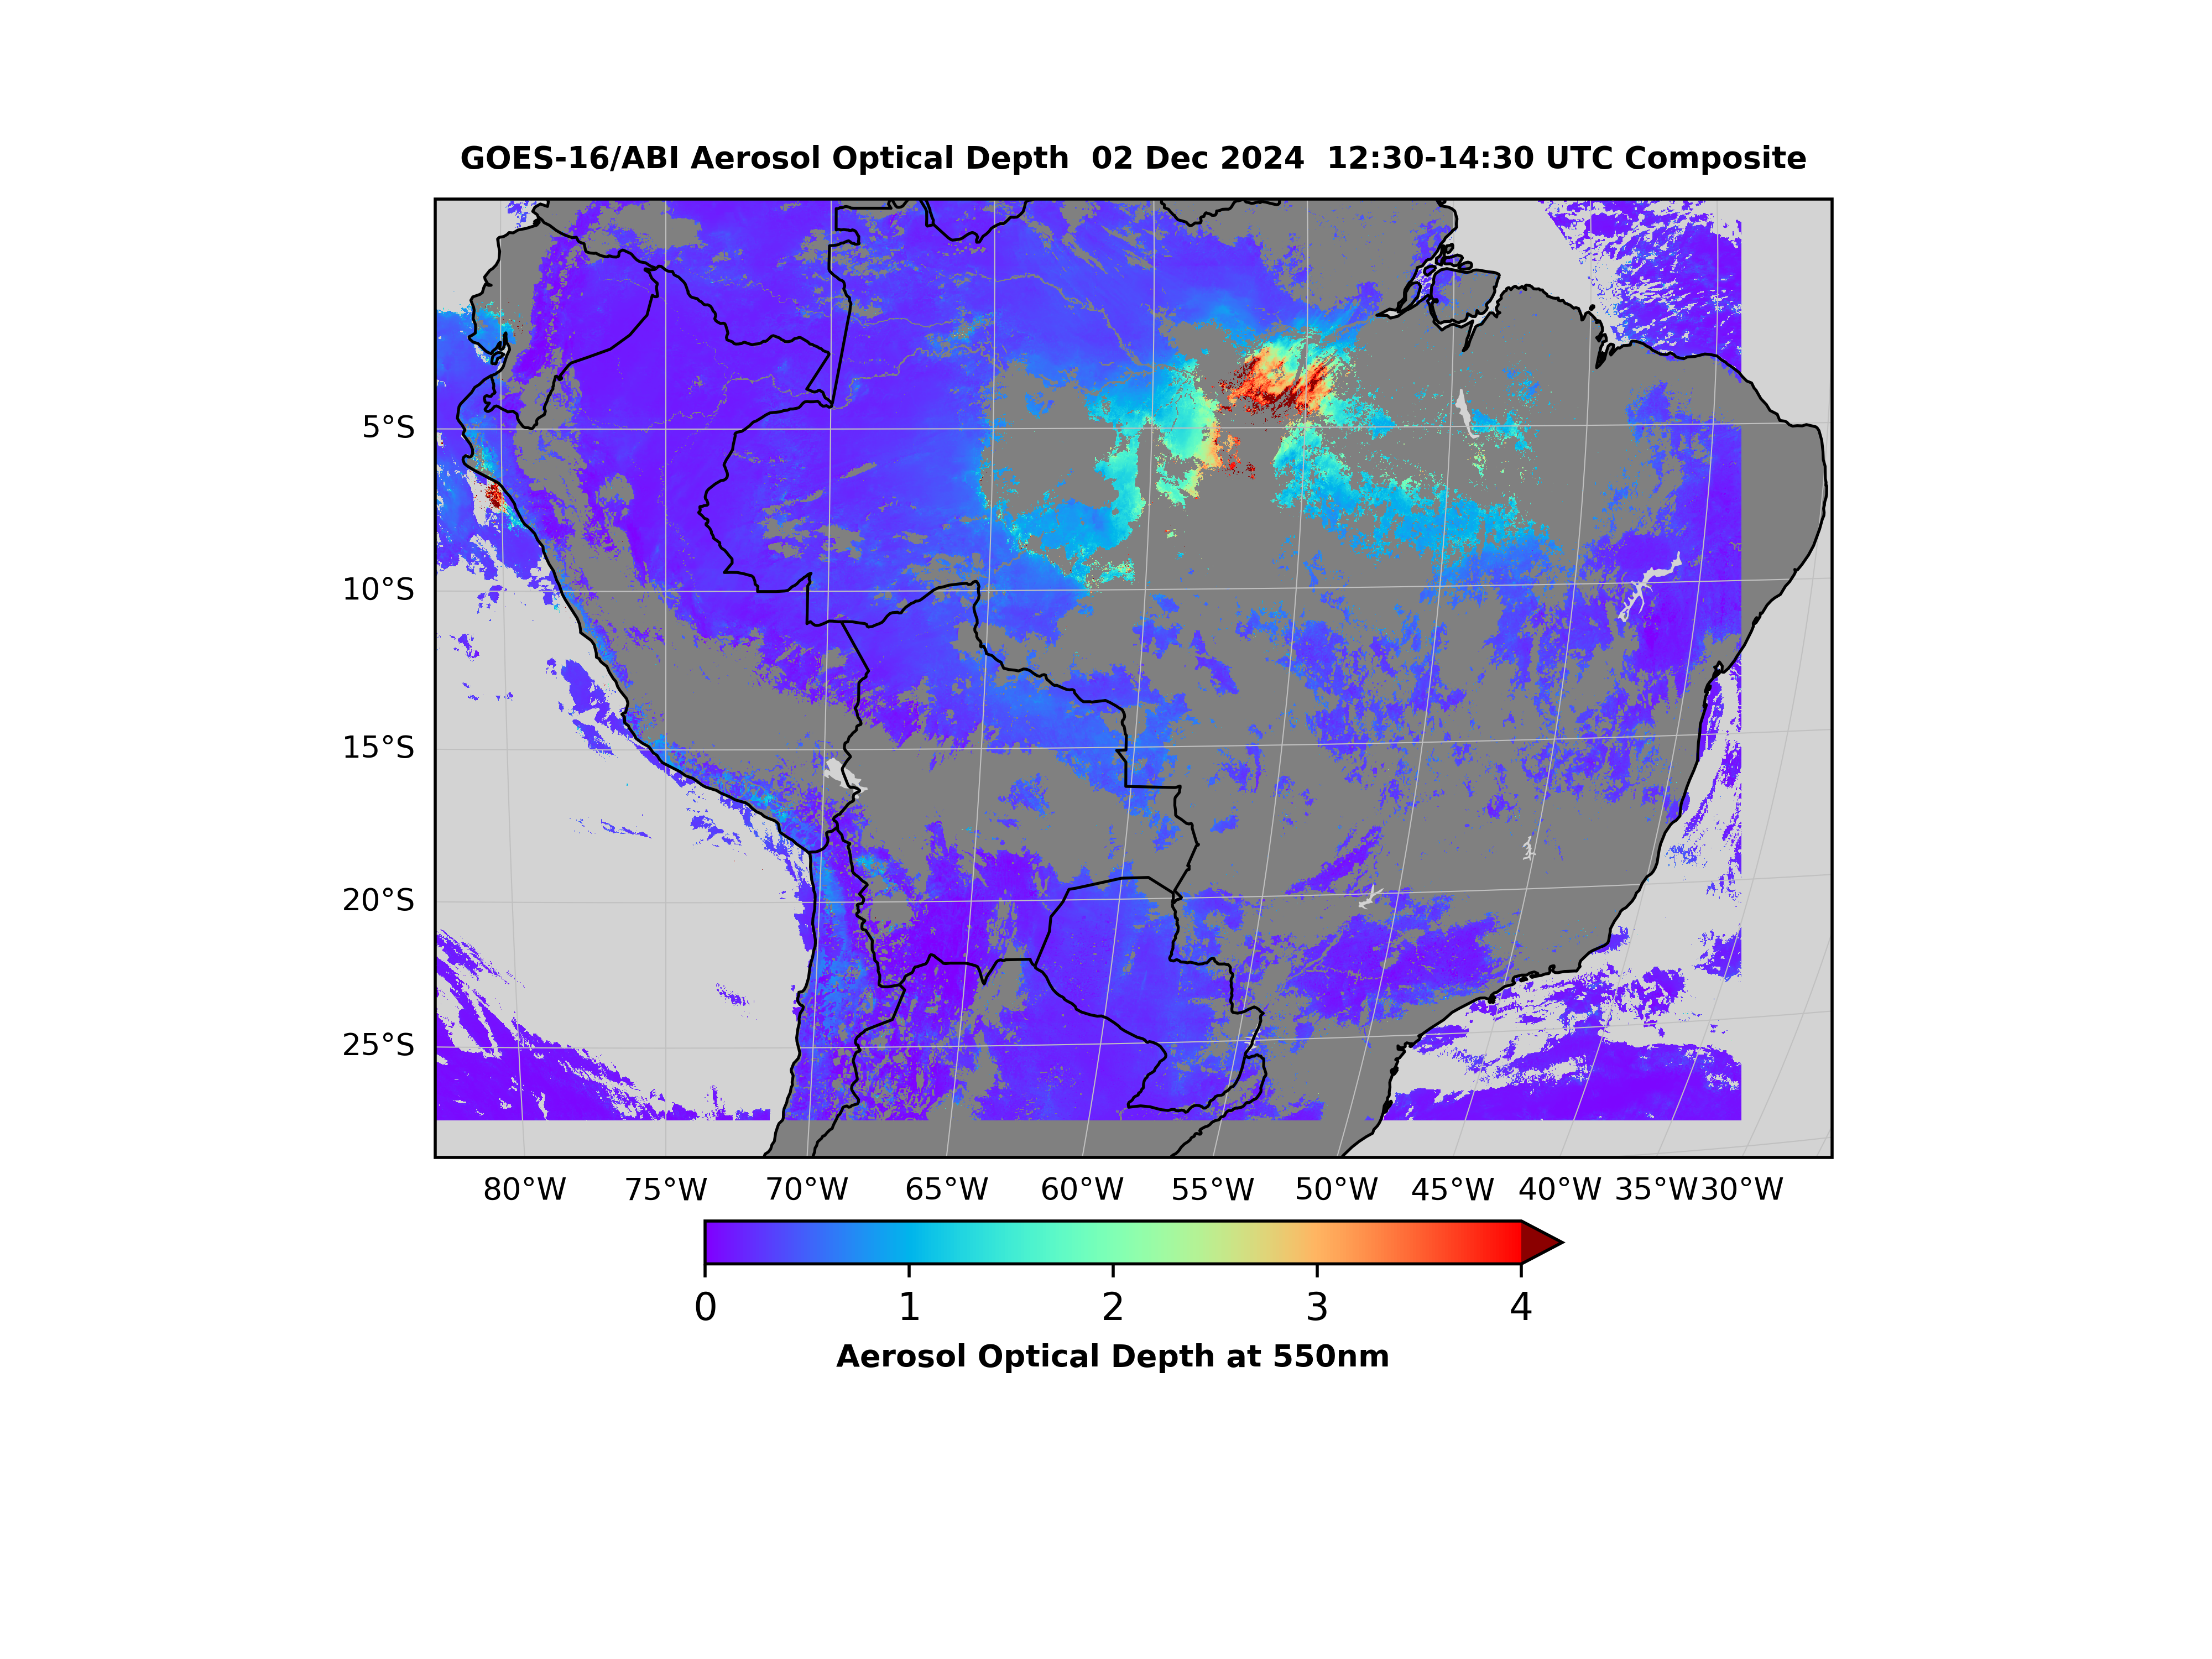 GOES-16/ABI Aerosol Optical Depth  02 Dec 2024  12:30-14:30 UTC Composite
5°S
10°S
15°S
20°S
25°S
80°W 75°W 70°W 65°W 60°W 55°W 50°W 45°W 40°W 35°W 30°W
0 1 2 3 4
Aerosol Optical Depth at 550nm